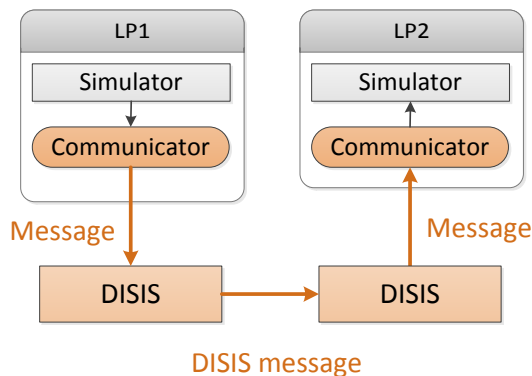 LP1
LP2
Simulator
Simulator
Communicator
Communicator
Message
Message
DISIS
DISIS
DISIS message